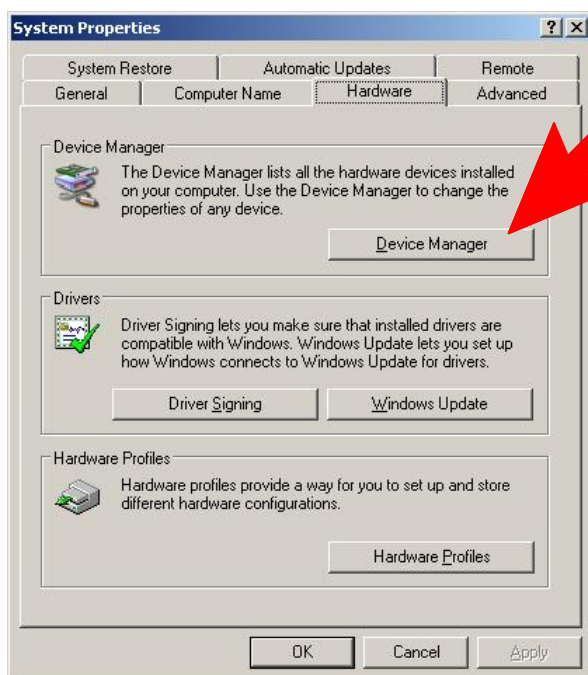 System Properties
System Restore Automatic Updates Remote
General Computer Name Hardware Advanced
Device Manager
The Device Manager lists all the hardware devices installed
on your computer. Use the Device Manager to change the
properties of any device.
Device Manager
Drivers
Driver Signing lets you make sure that installed drivers are
compatible with Windows. Windows Update lets you set up
how Windows connects to Windows Update for drivers.
Driver Signing Windows Update
Hardware Profiles
Hardware profiles provide a way for you to set up and store
different hardware configurations.
Hardware Profiles
OK Cancel Apply